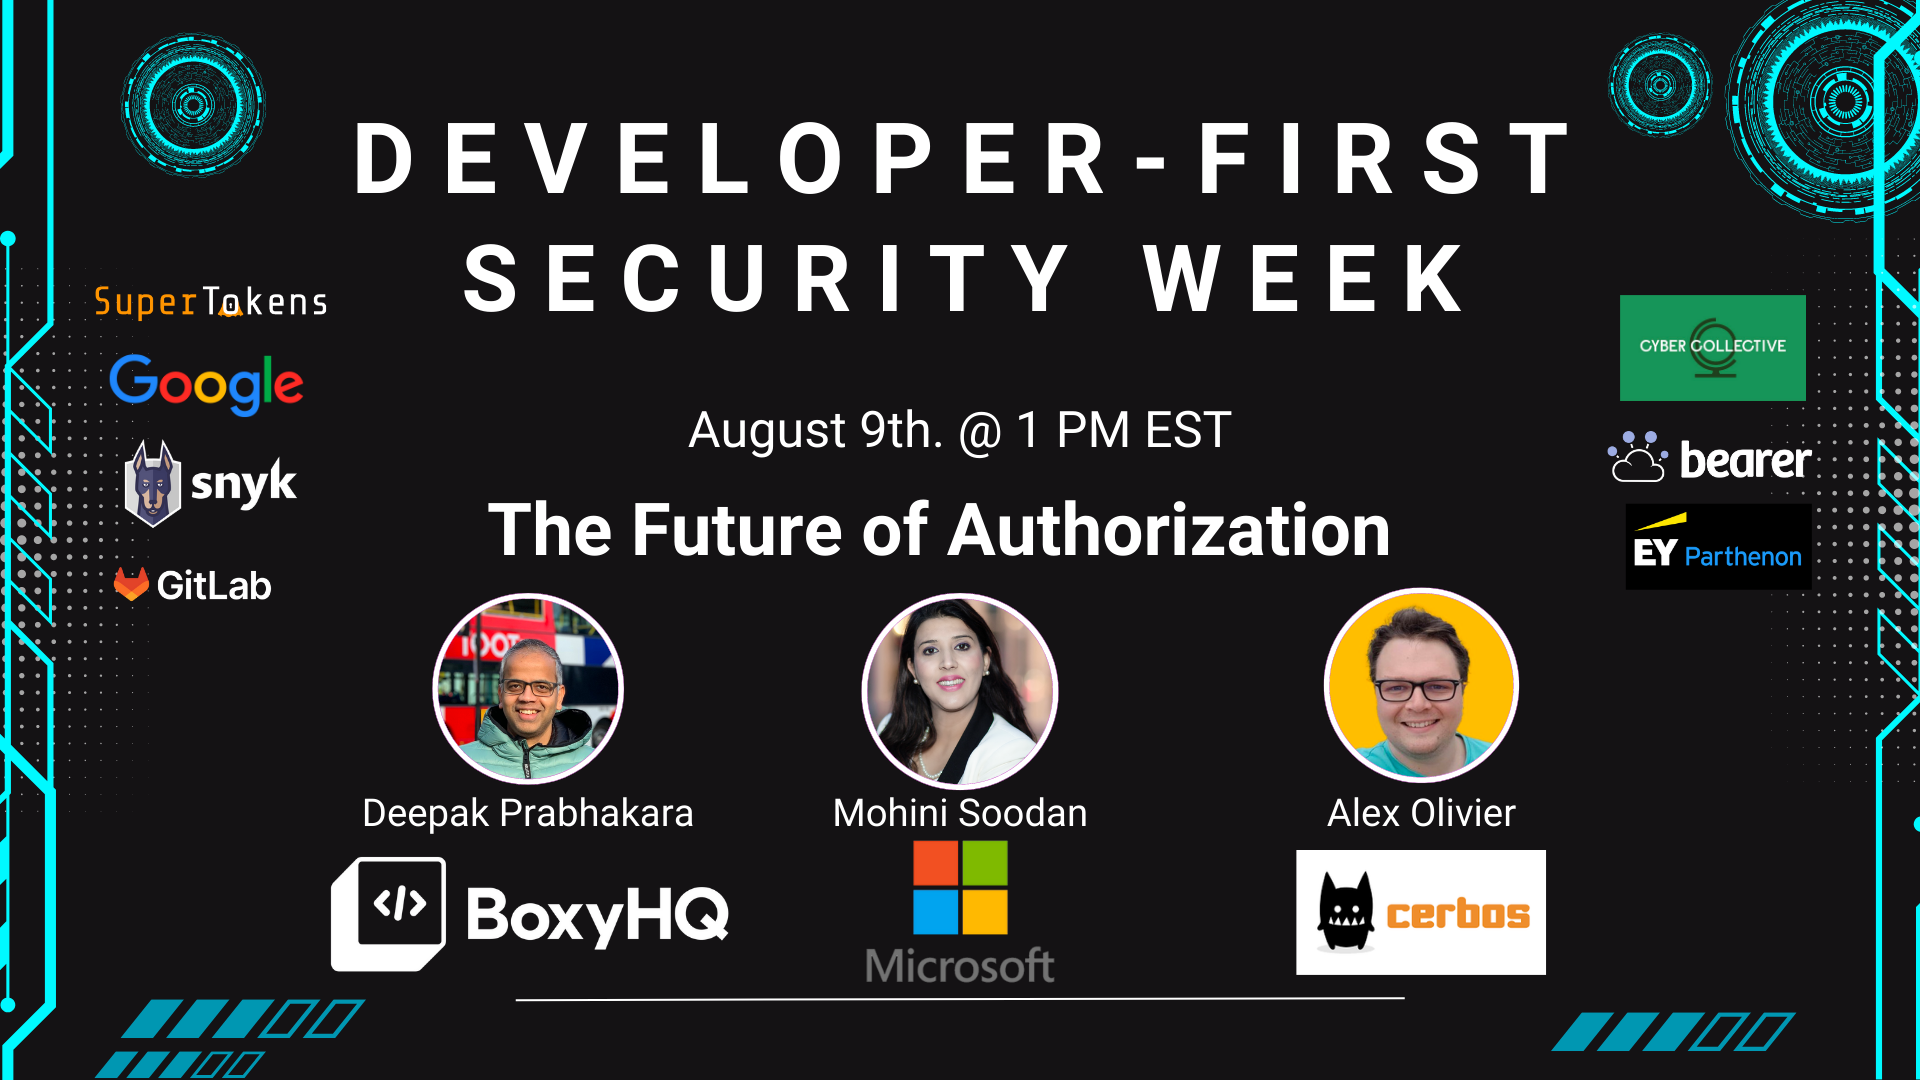 DEVELOPER-FIRST
SECURITY WEEK
SuperTokens
Google
snyk
GitLab
CYBER COLLECTIVE
bearer
EY Parthenon
August 9th. @ 1 PM EST
The Future of Authorization
Deepak Prabhakara
Mohini Soodan
Alex Olivier
</> BoxyHQ
Microsoft
cerbos